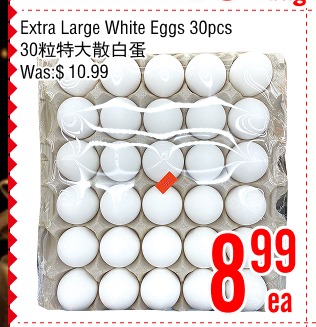 Extra Large White Eggs 30pcs
30粒特大散白蛋
Was:$ 10.99
8.99
ea